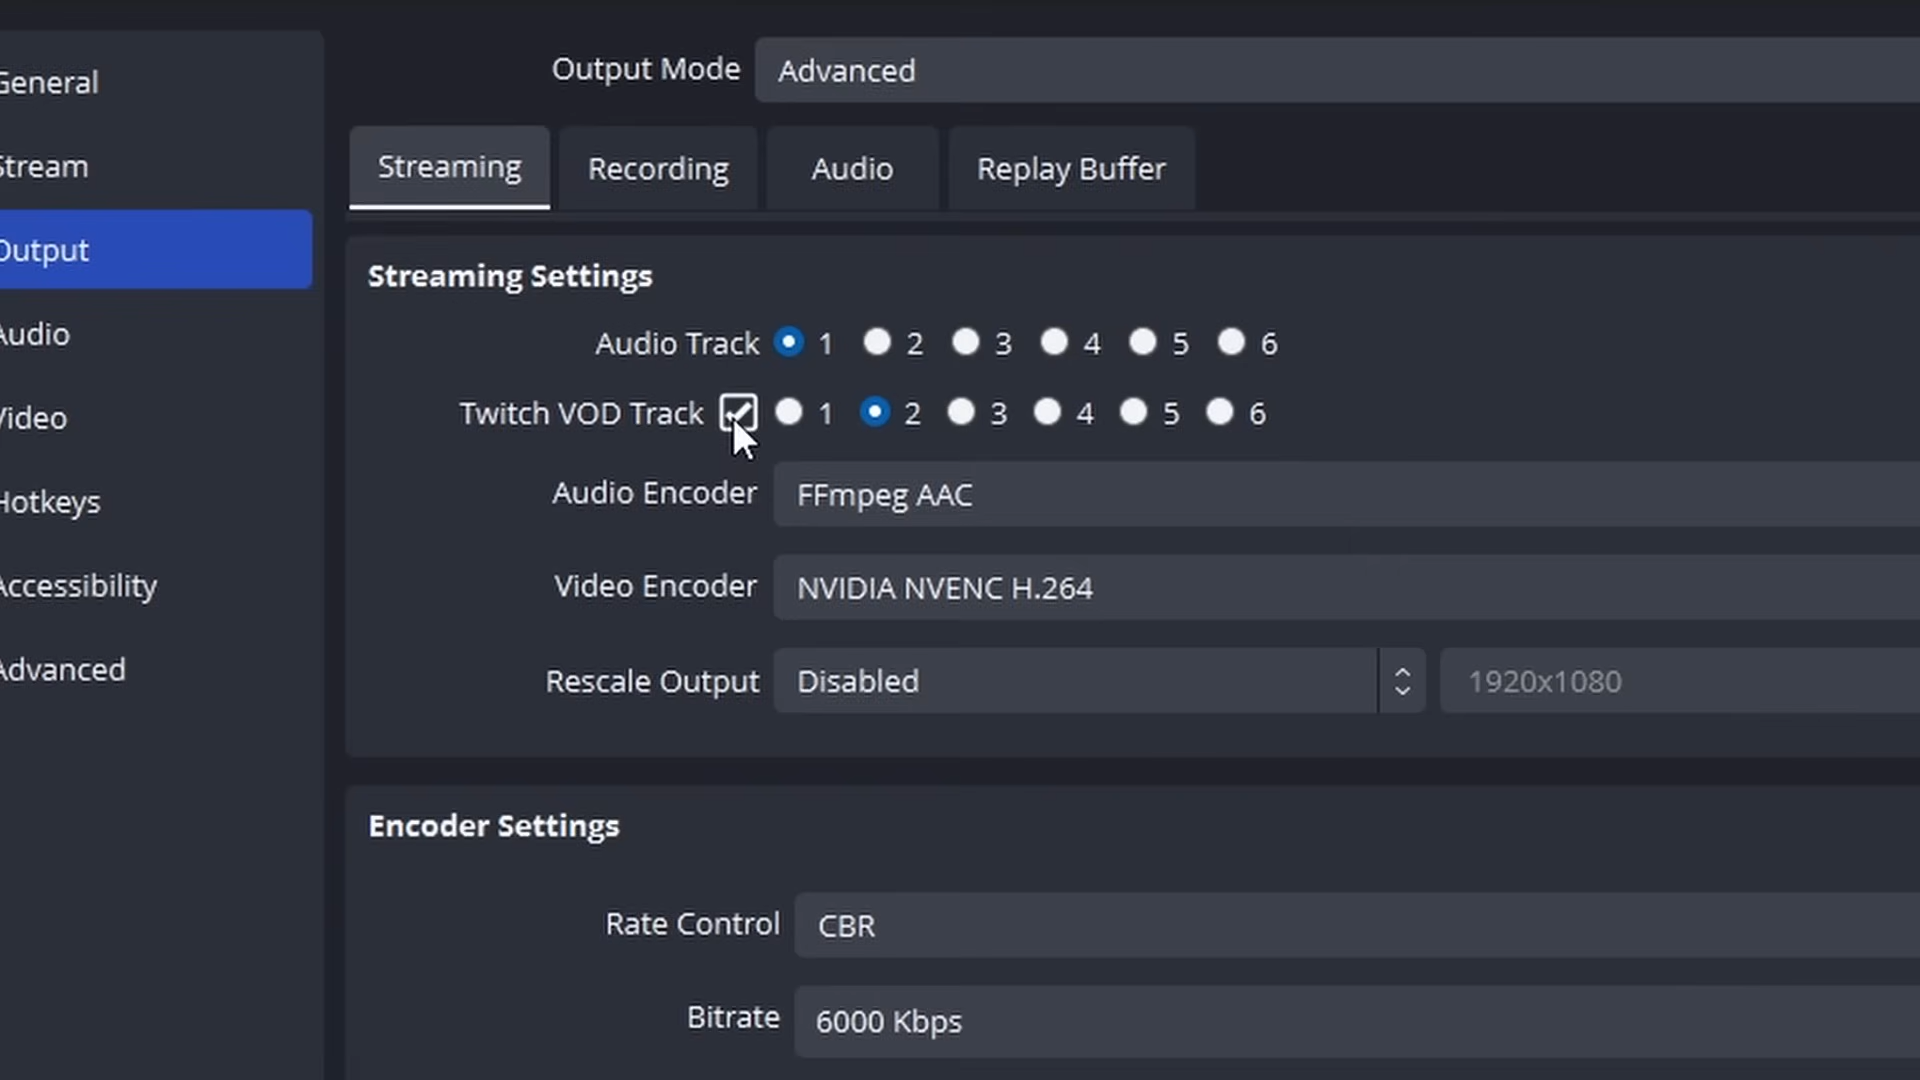 General
Stream
Output
Audio
Video
Hotkeys
Accessibility
Advanced
Output Mode Advanced
Streaming Recording Audio Replay Buffer
Streaming Settings
Audio Track 1 2 3 4 5 6
Twitch VOD Track 1 2 3 4 5 6
Audio Encoder FFmpeg AAC
Video Encoder NVIDIA NVENC H.264
Rescale Output Disabled 1920x1080
Encoder Settings
Rate Control CBR
Bitrate 6000 Kbps